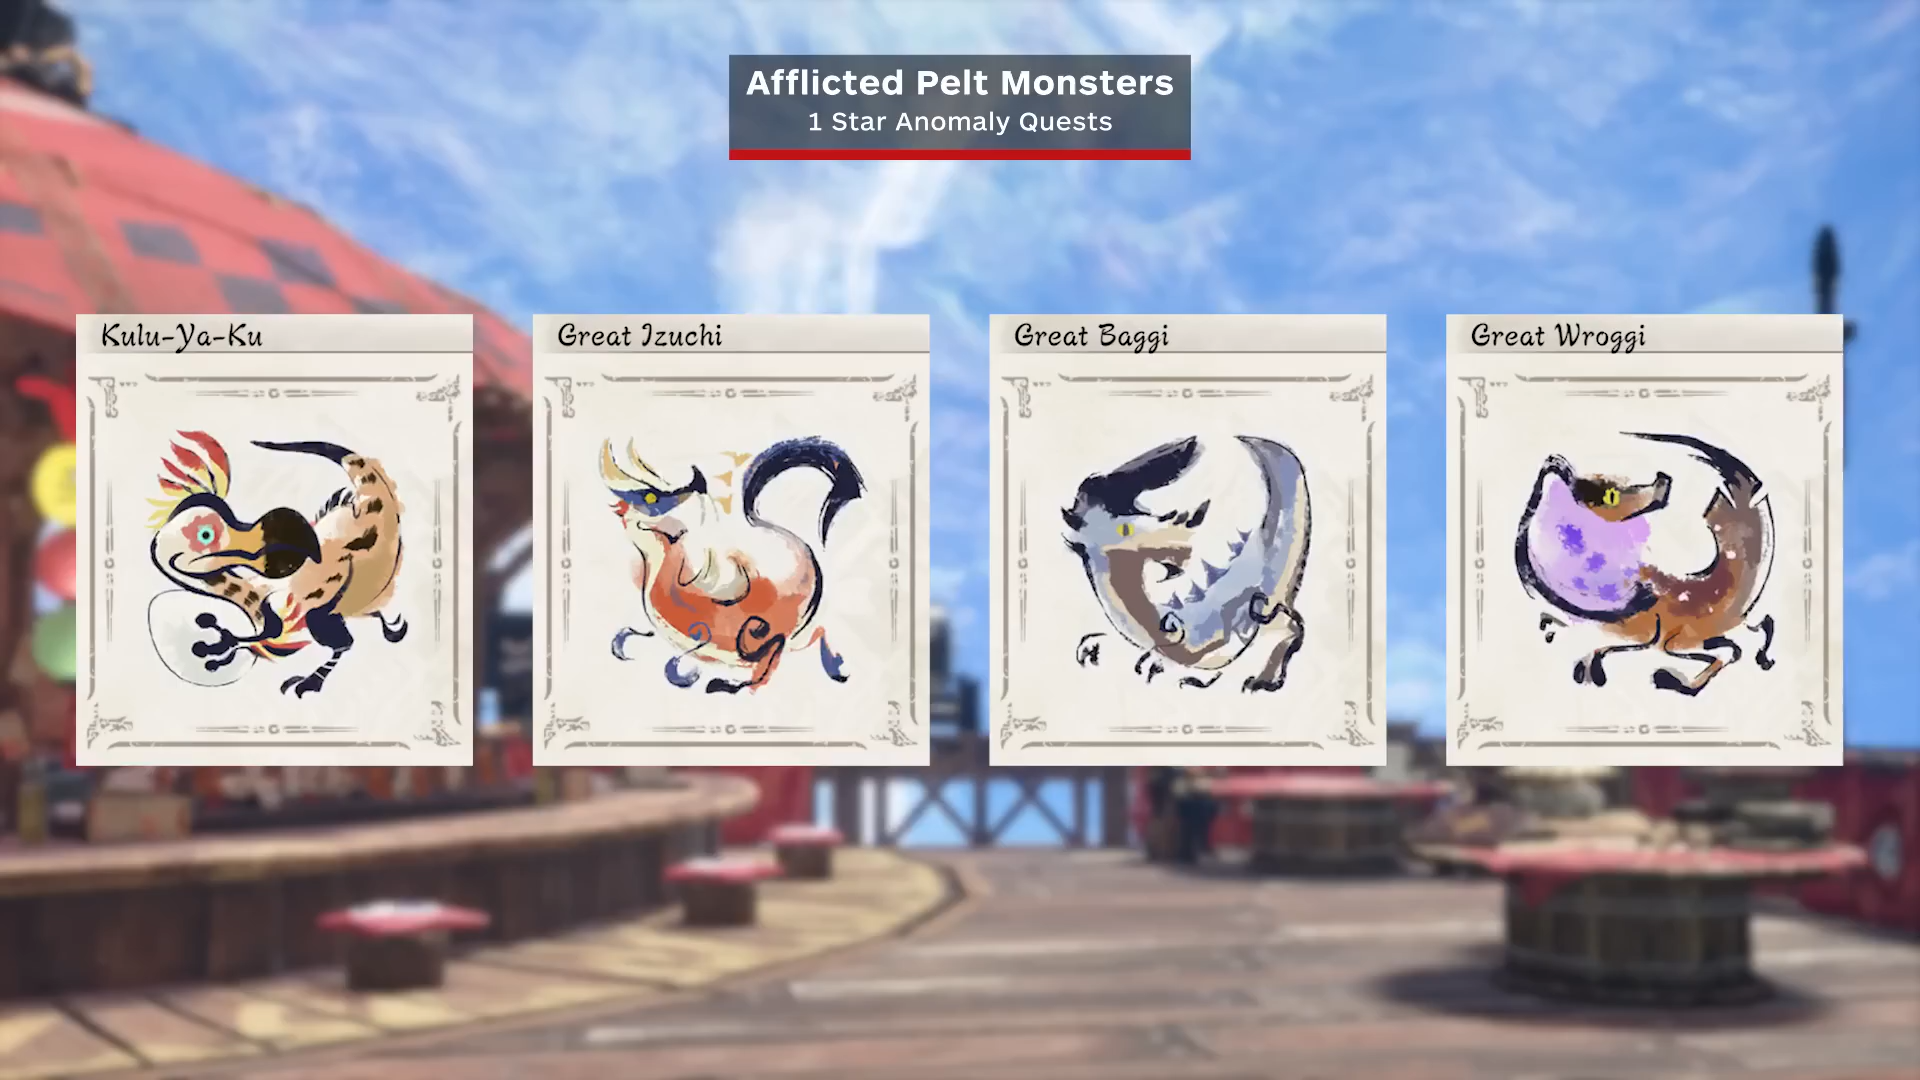 Afflicted Pelt Monsters
1 Star Anomaly Quests
Kulu-Ya-Ku
Great Izuchi
Great Baggi
Great Wroggi